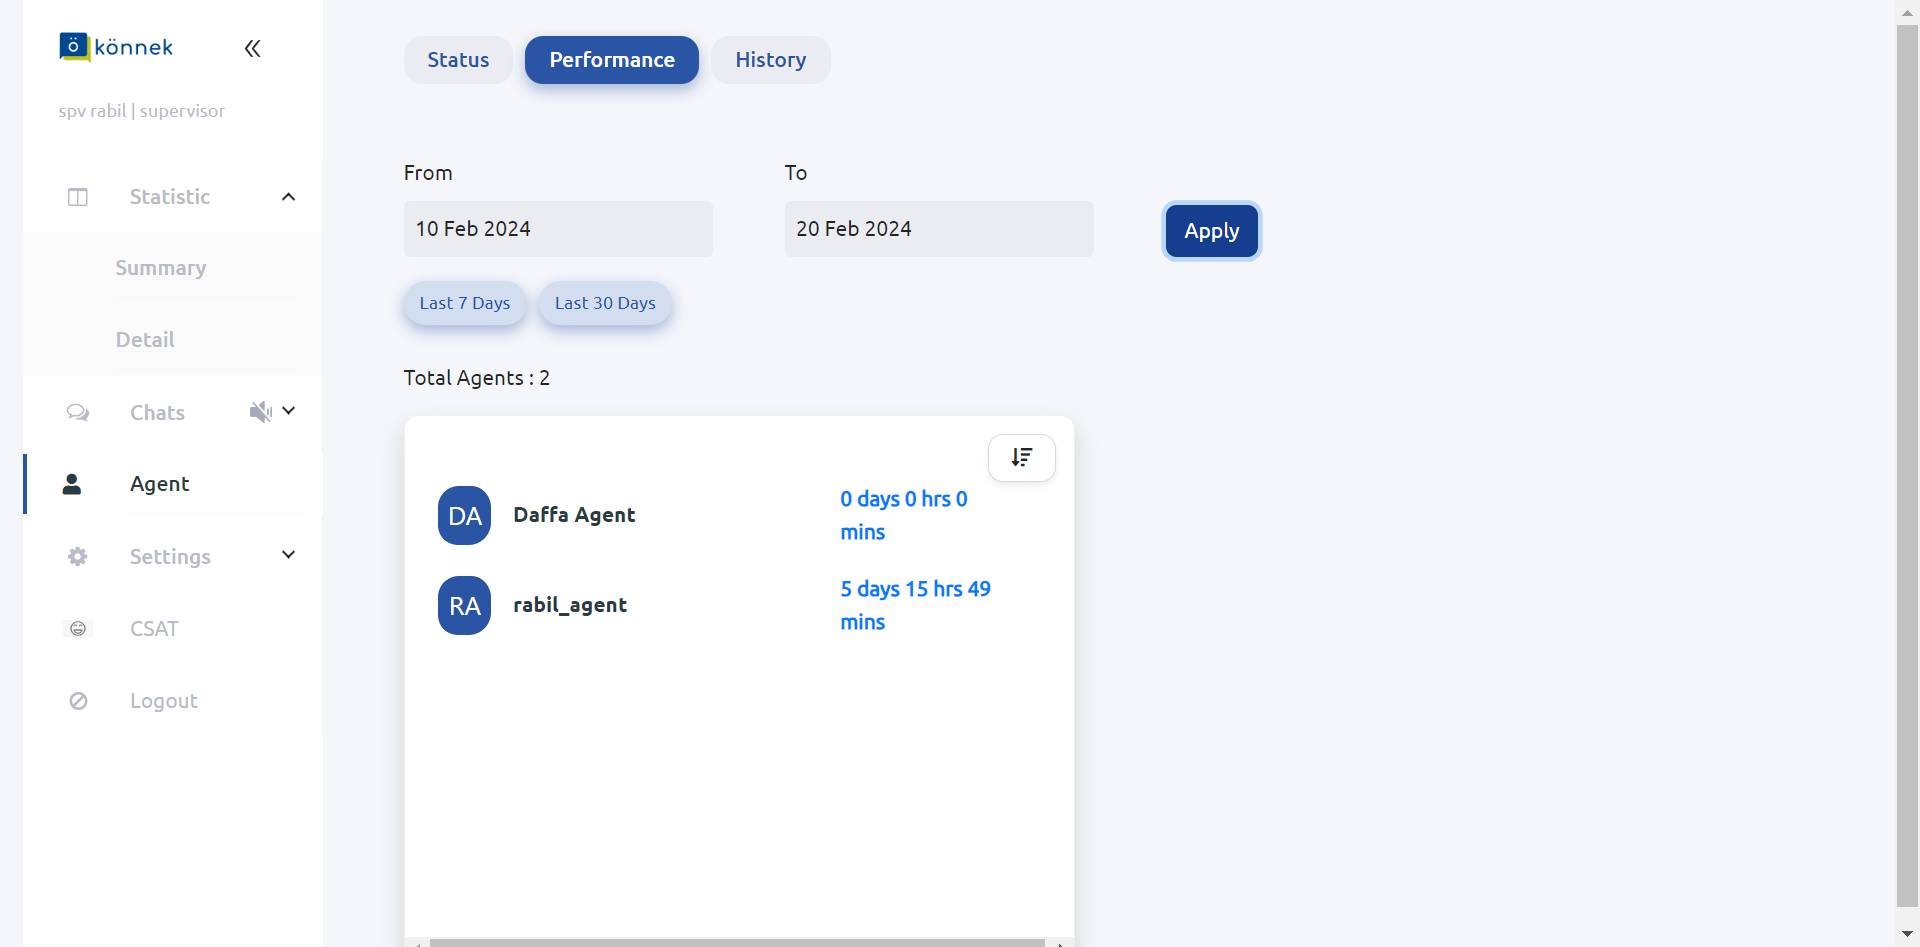 ö könnek
spv rabil | supervisor
Statistic
Summary
Detail
Chats
Agent
Settings
CSAT
Logout
Status
Performance
History
From
To
10 Feb 2024
20 Feb 2024
Apply
Last 7 Days
Last 30 Days
Total Agents : 2
DA
Daffa Agent
0 days 0 hrs 0
mins
RA
rabil_agent
5 days 15 hrs 49
mins